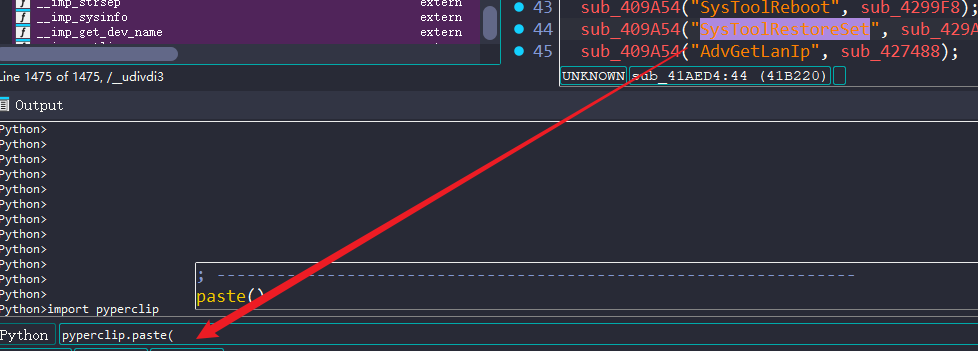 f __imp_strsep extern
f __imp_sysinfo extern
f __imp_get_dev_name extern
Line 1475 of 1475, /__udivdi3
43 sub_409A54("SysToolReboot", sub_4299F8);
44 sub_409A54("SysToolRestoreSet", sub_429A
45 sub_409A54("AdvGetLanIp", sub_427488);
UNKNOWN sub_41AED4:44 (41B220)
Output
Python>
Python>
Python>
Python>
Python>
Python>
Python>
Python>
Python>
Python>
Python>
Python>
; ----------------------------------------------------------------
paste()
Python>import pyperclip
Python pyperclip.paste(